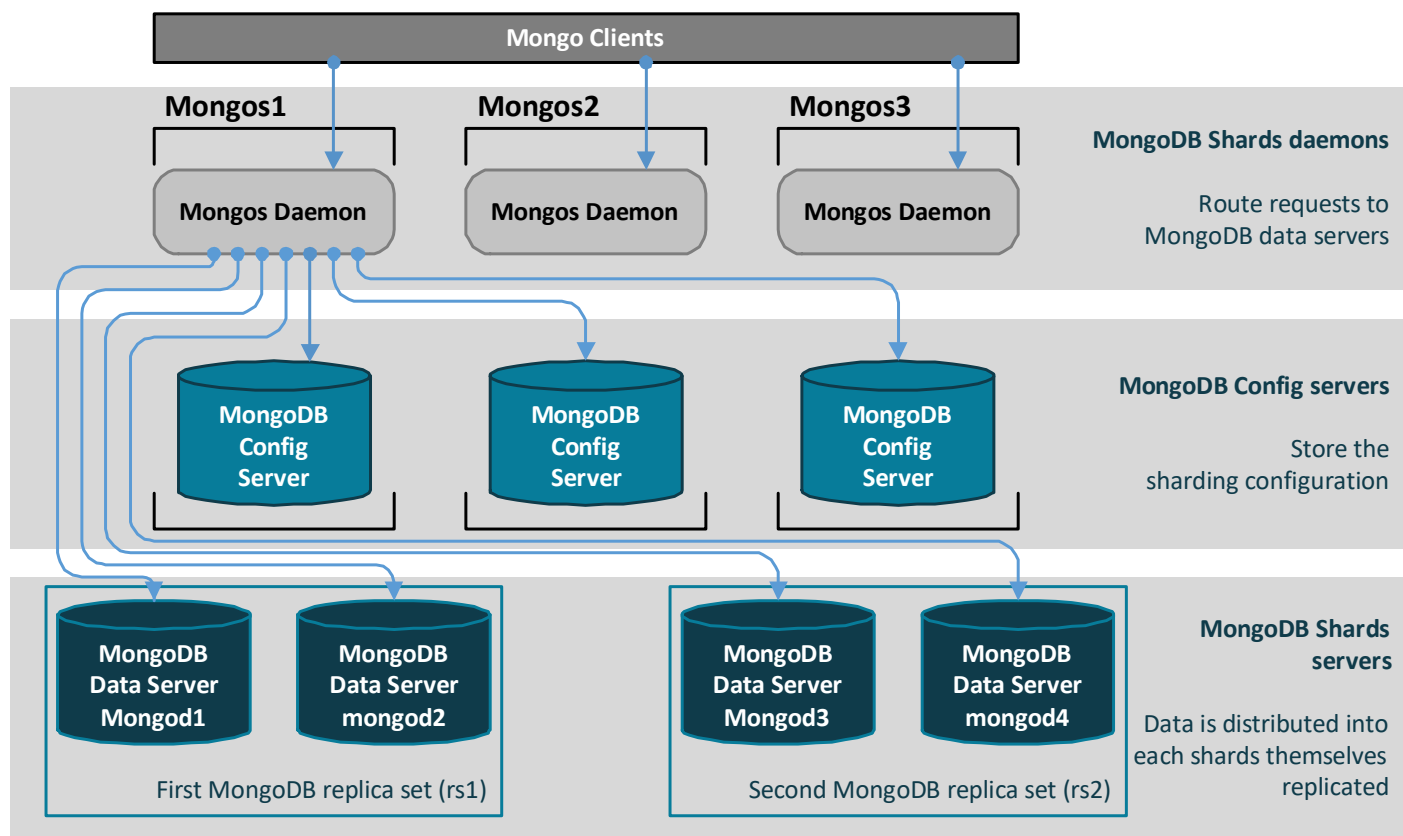 Mongo Clients
Mongos1
Mongos2
Mongos3
Mongos Daemon
Mongos Daemon
Mongos Daemon
MongoDB Shards daemons
Route requests to
MongoDB data servers
MongoDB
Config
Server
MongoDB
Config
Server
MongoDB
Config
Server
MongoDB Config servers
Store the
sharding configuration
MongoDB
Data Server
Mongod1
MongoDB
Data Server
mongod2
First MongoDB replica set (rs1)
MongoDB
Data Server
Mongod3
MongoDB
Data Server
mongod4
Second MongoDB replica set (rs2)
MongoDB Shards
servers
Data is distributed into
each shards themselves
replicated